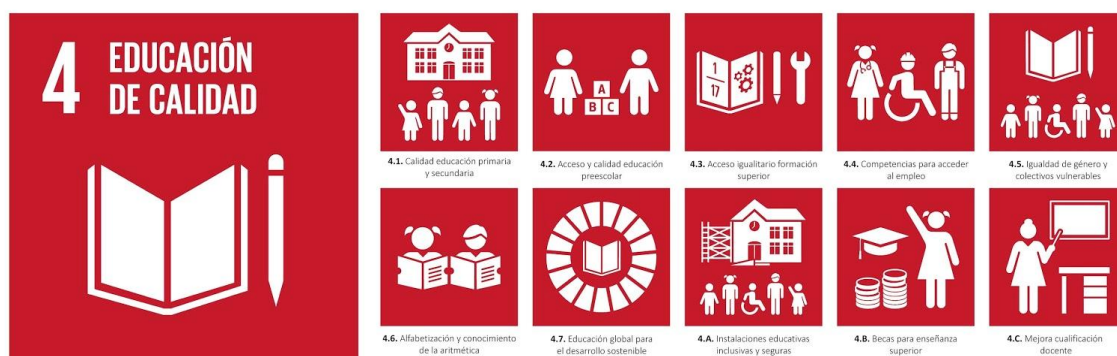 4 EDUCACIÓN
DE CALIDAD
4.1. Calidad educación primaria
y secundaria
A
B C
4.2. Acceso y calidad educación
preescolar
1
17
4.3. Acceso igualitario formación
superior
4.4. Competencias para acceder
al empleo
4.5. Igualdad de género y
colectivos vulnerables
4.6. Alfabetización y conocimiento
de la aritmética
4.7. Educación global para
el desarrollo sostenible
4.A. Instalaciones educativas
inclusivas y seguras
4.B. Becas para enseñanza
superior
4.C. Mejora cualificación
docente